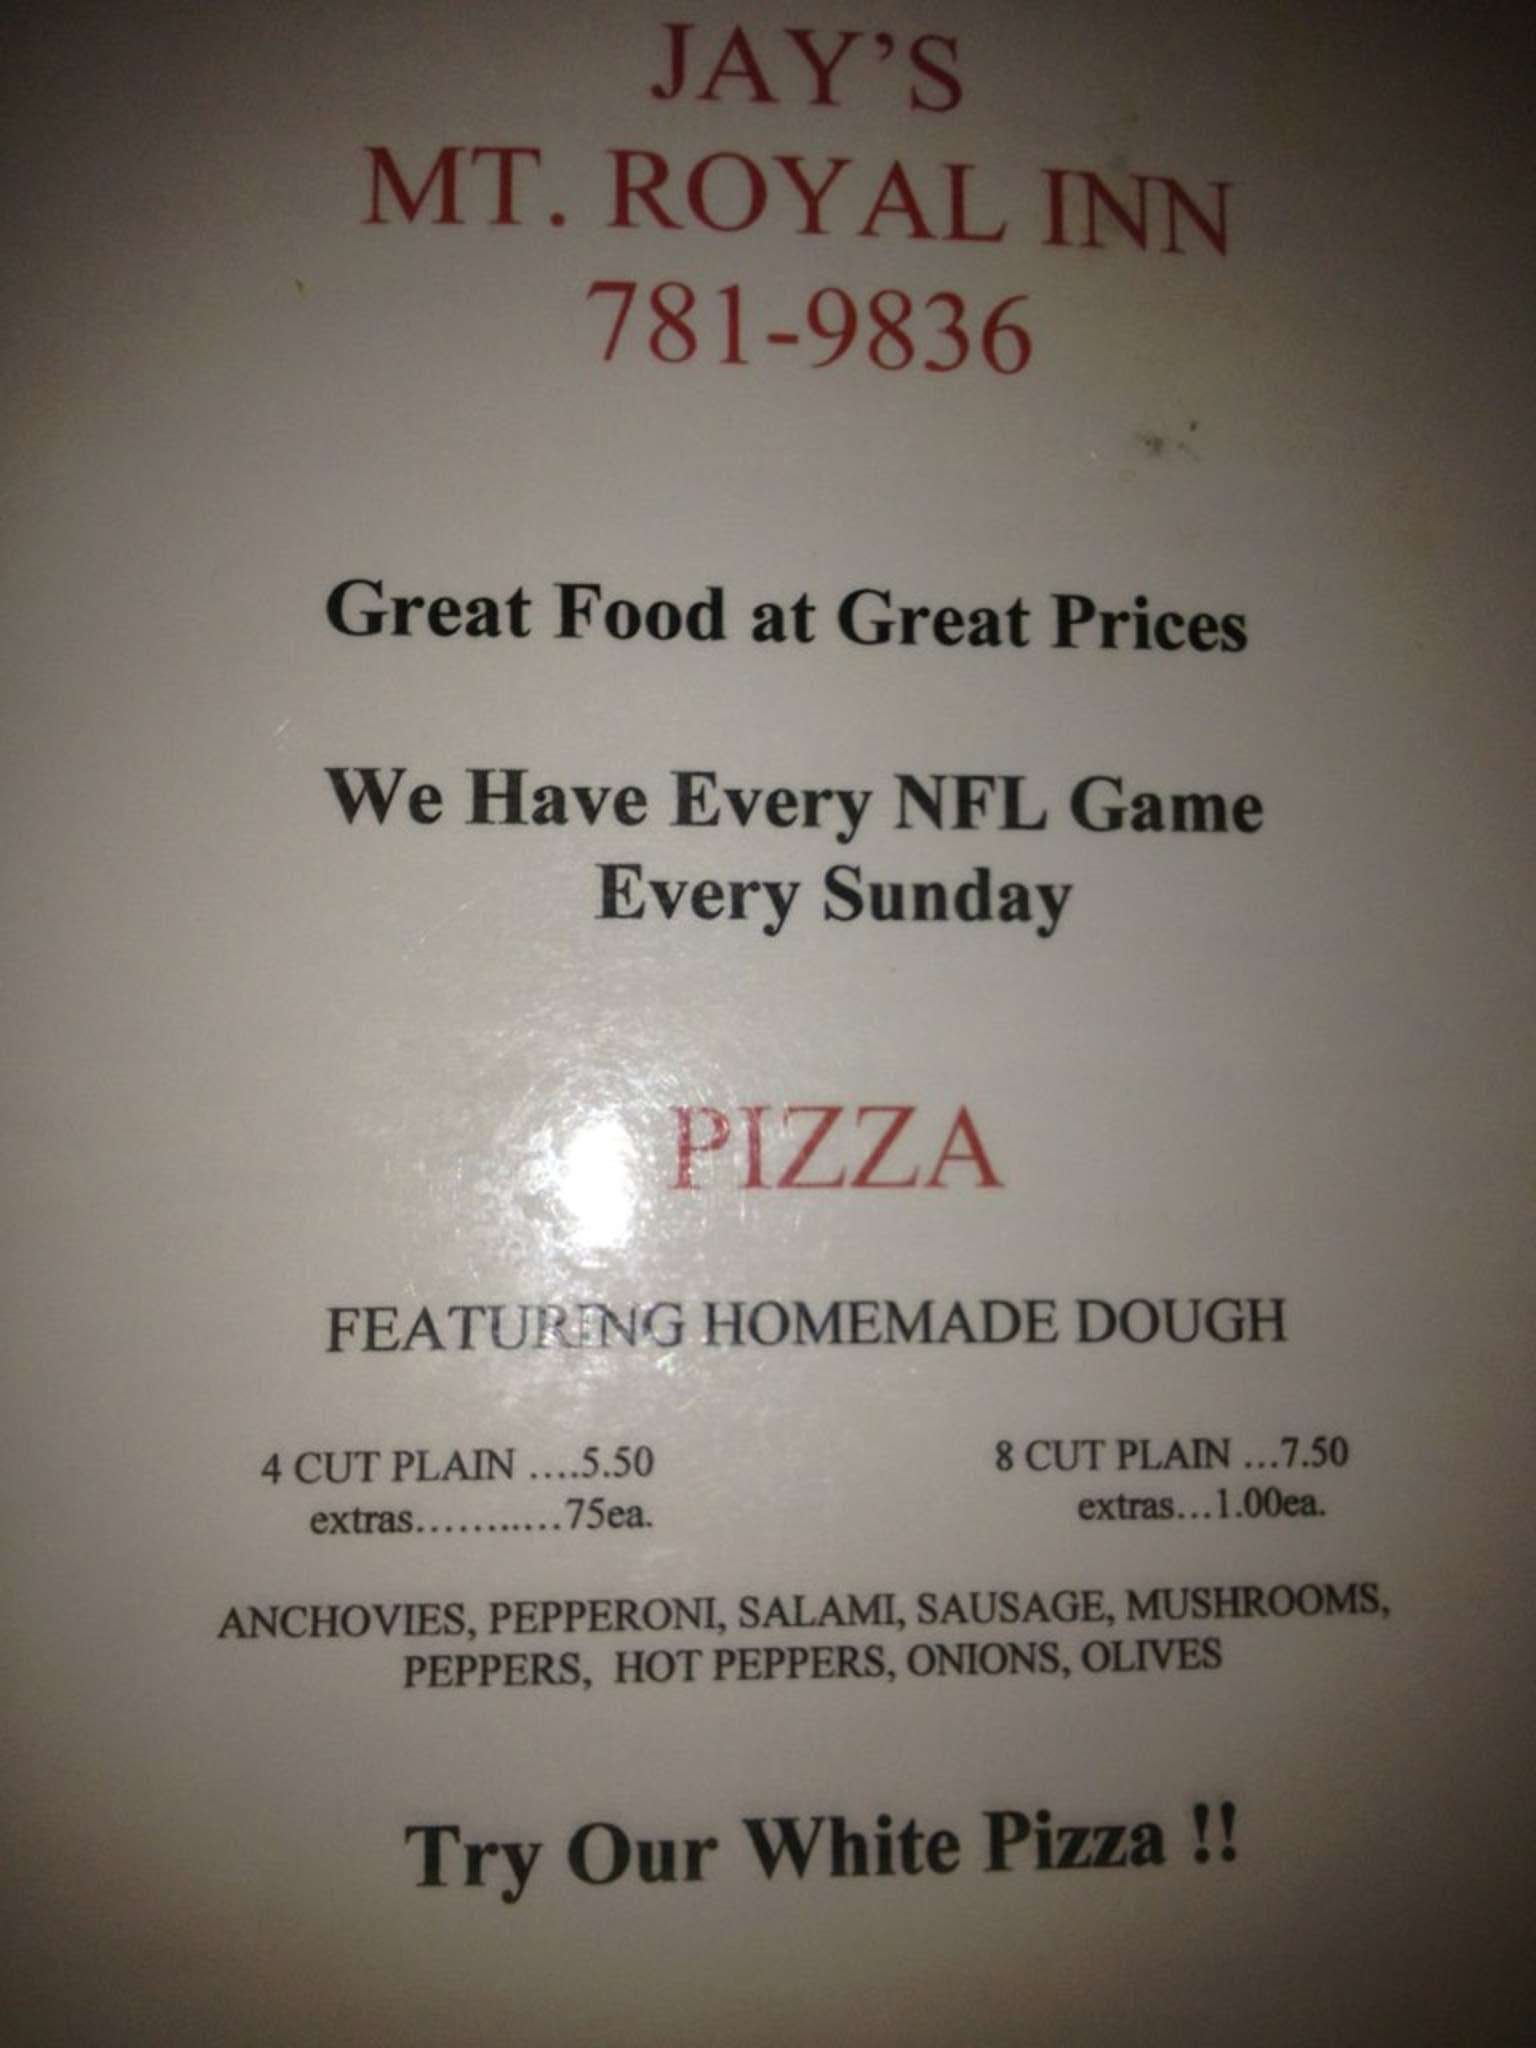 JAY'S
MT. ROYAL INN
781-9836
Great Food at Great Prices
We Have Every NFL Game
Every Sunday
PIZZA
FEATURING HOMEMADE DOUGH
4 CUT PLAIN ....5.50
extras...........75ea.
8 CUT PLAIN ...7.50
extras...1.00ea.
ANCHOVIES, PEPPERONI, SALAMI, SAUSAGE, MUSHROOMS,
PEPPERS, HOT PEPPERS, ONIONS, OLIVES
Try Our White Pizza !!